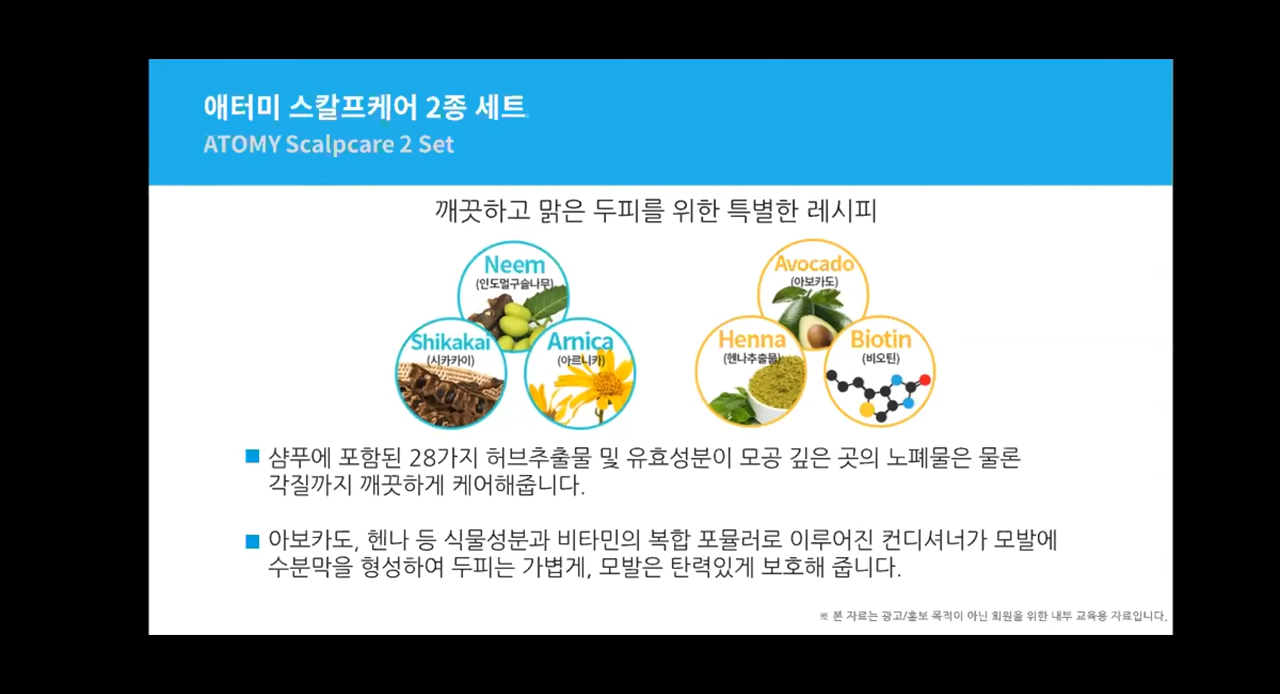 애터미 스칼프케어 2종 세트
ATOMY Scalpcare 2 Set
깨끗하고 맑은 두피를 위한 특별한 레시피
Neem
(인도멀구슬나무)
Shikakai
(시카카이)
Arnica
(아르니카)
Avocado
(아보카도)
Henna
(헨나추출물)
Biotin
(비오틴)
샴푸에 포함된 28가지 허브추출물 및 유효성분이 모공 깊은 곳의 노폐물은 물론
각질까지 깨끗하게 케어해줍니다.
아보카도, 헨나 등 식물성분과 비타민의 복합 포뮬러로 이루어진 컨디셔너가 모발에
수분막을 형성하여 두피는 가볍게, 모발은 탄력있게 보호해 줍니다.
※ 본 자료는 광고/홍보 목적이 아닌 회원을 위한 내부 교육용 자료입니다.